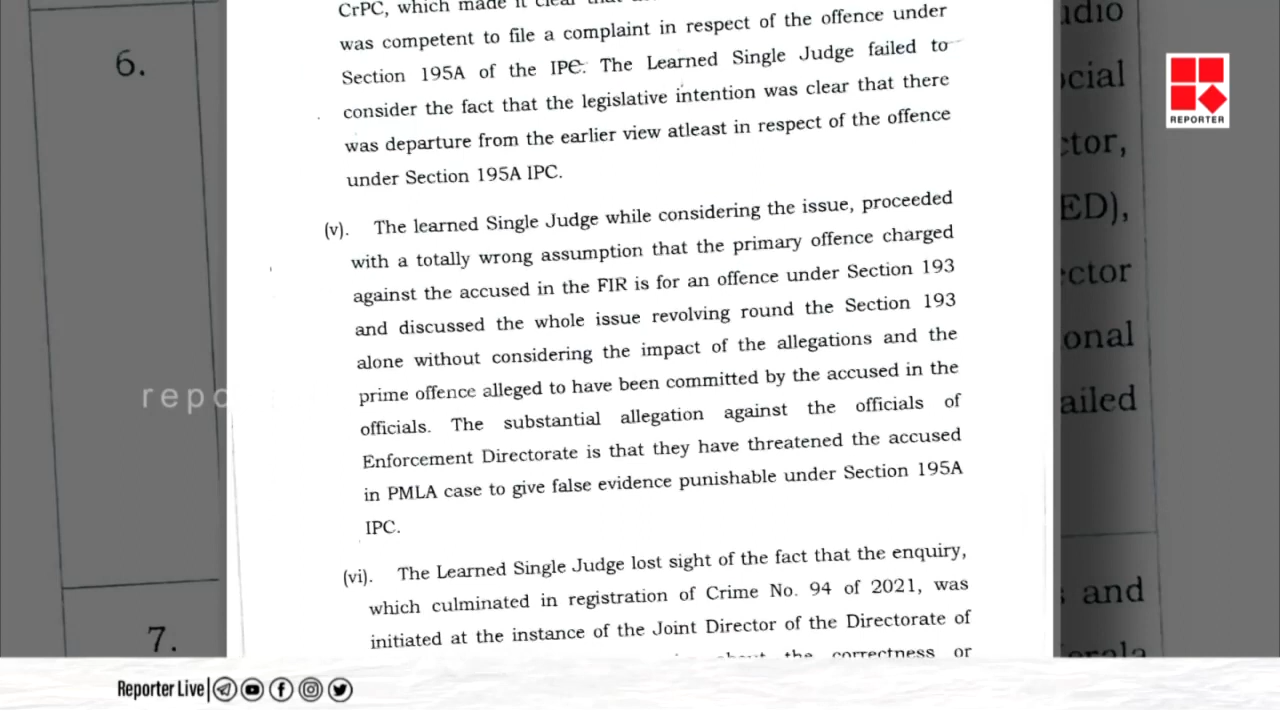 CrPC, which made it clear that
was competent to file a complaint in respect of the offence under
Section 195A of the IPC. The Learned Single Judge failed to
consider the fact that the legislative intention was clear that there
was departure from the earlier view atleast in respect of the offence
under Section 195A IPC.
(v). The learned Single Judge while considering the issue, proceeded
with a totally wrong assumption that the primary offence charged
against the accused in the FIR is for an offence under Section 193
and discussed the whole issue revolving round the Section 193
alone without considering the impact of the allegations and the
prime offence alleged to have been committed by the accused in the
officials. The substantial allegation against the officials of
Enforcement Directorate is that they have threatened the accused
in PMLA case to give false evidence punishable under Section 195A
IPC.
(vi). The Learned Single Judge lost sight of the fact that the enquiry,
which culminated in registration of Crime No. 94 of 2021, was
initiated at the instance of the Joint Director of the Directorate of
about the correctness or
6.
7.
repo
udio
ocial
ctor,
ED),
ector
onal
ailed
and
erala
REPORTER
Reporter Live